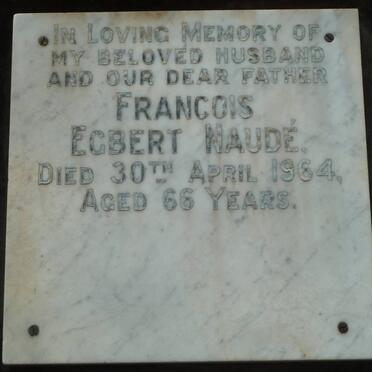 In Loving Memory of
my beloved husband
and our dear father
Francois
Egbert Naudé.
Died 30th April 1964,
Aged 66 Years.